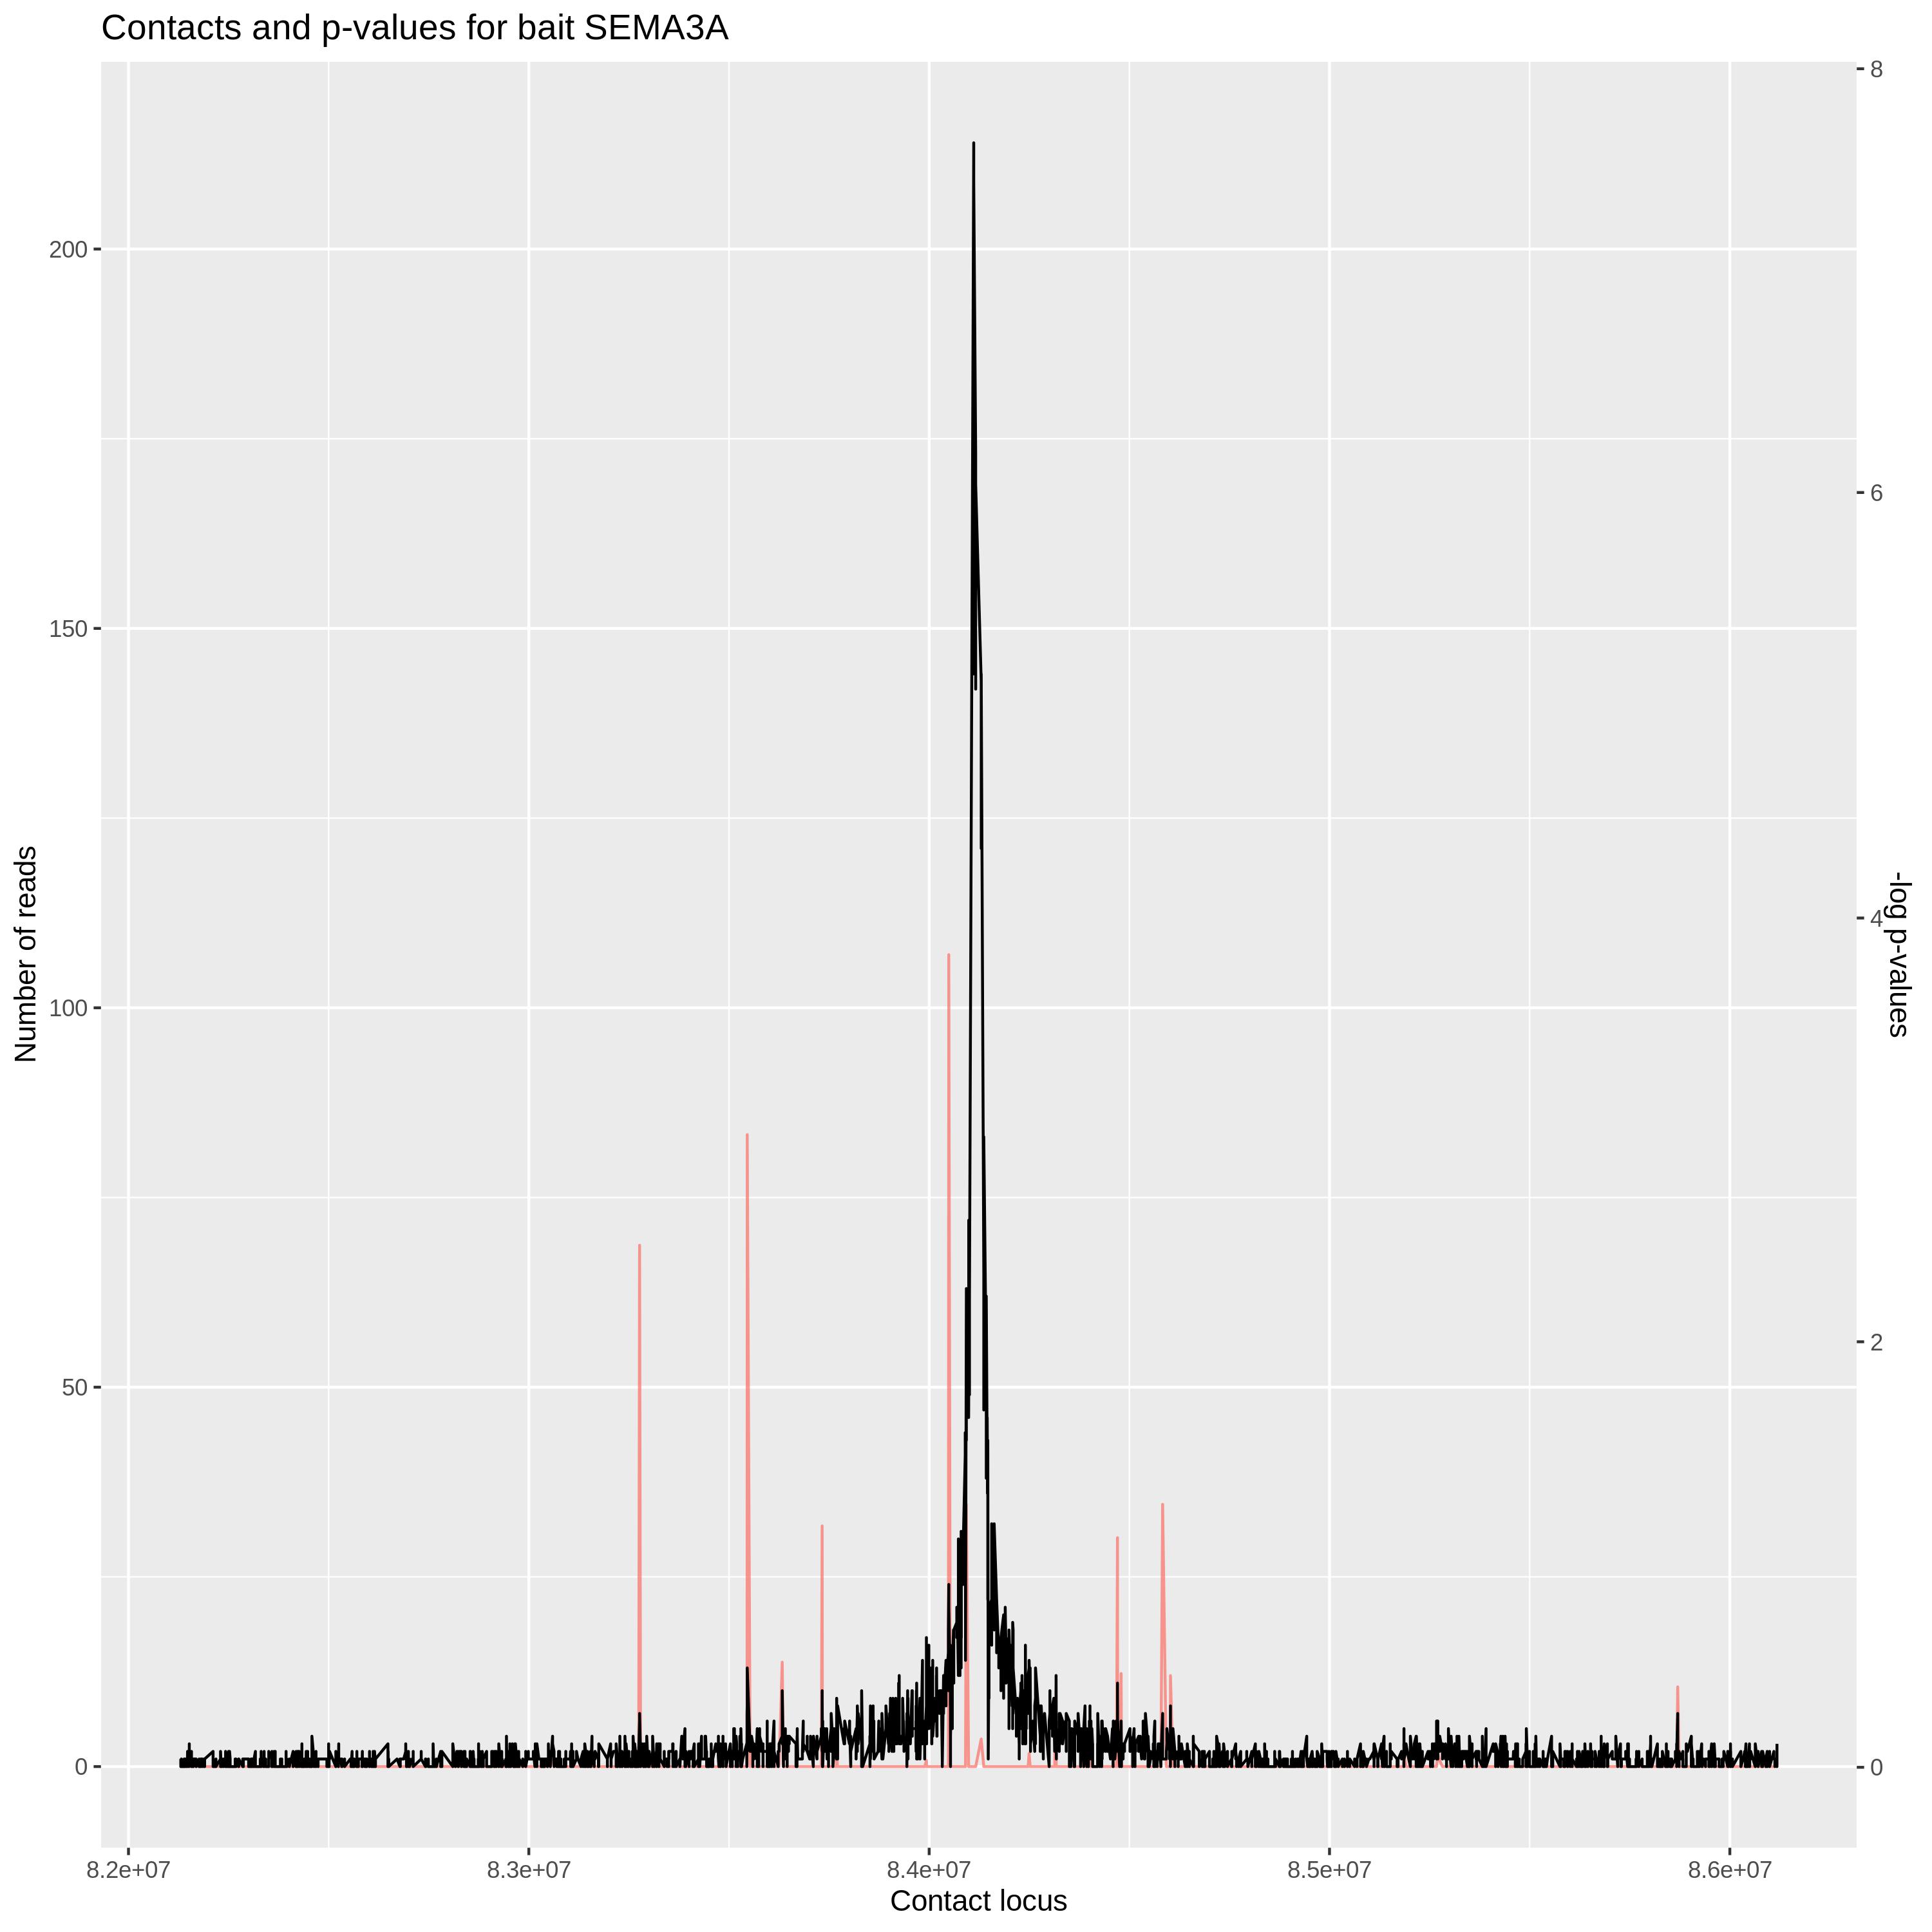 Contacts and p-values for bait SEMA3A
Number of reads
200
150
100
50
0
8
6
4
2
0
-log p-values
8.2e+07 8.3e+07 8.4e+07 8.5e+07 8.6e+07
Contact locus